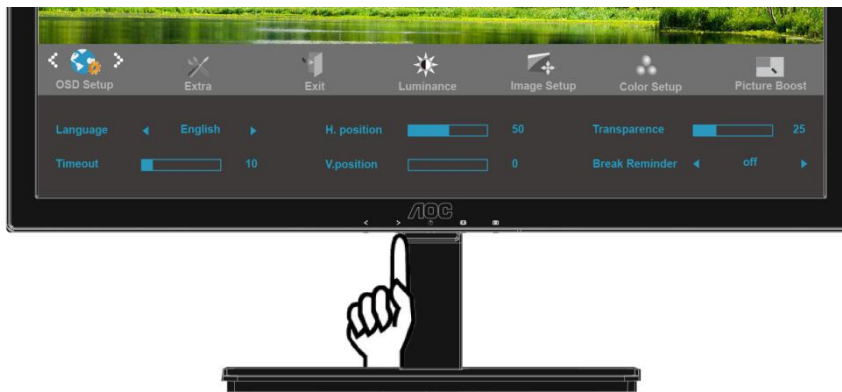 OSD Setup
Extra
Exit
Luminance
Image Setup
Color Setup
Picture Boost
Language English H. position 50 Transparence 25
Timeout 10 V.position 0 Break Reminder off
AOC